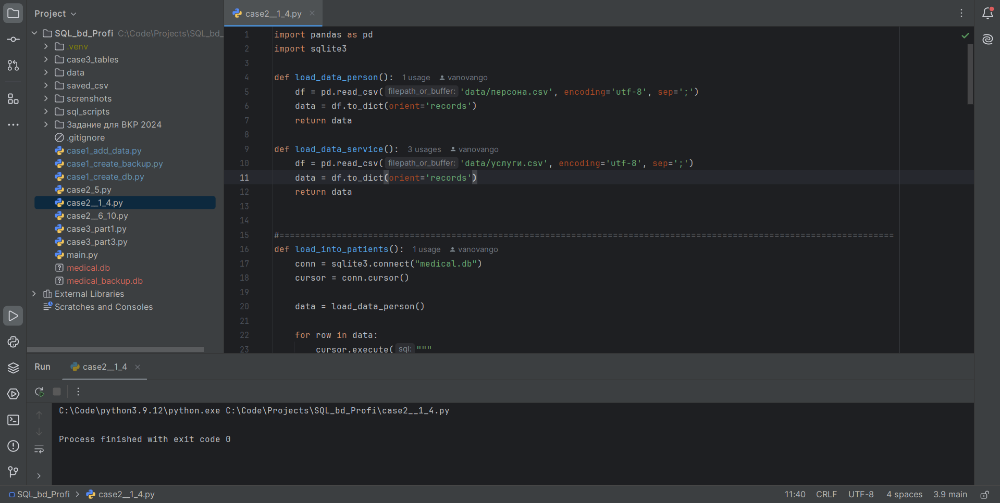 Project
case2__1_4.py
SQL_bd_Profi C:\Code\Projects\SQL_bd_
.venv
case3_tables
data
saved_csv
screnshots
sql_scripts
Задание для ВКР 2024
.gitignore
case1_add_data.py
case1_create_backup.py
case1_create_db.py
case2_5.py
case2__1_4.py
case2__6_10.py
case3_part1.py
case3_part3.py
main.py
medical.db
medical_backup.db
External Libraries
Scratches and Consoles
1 import pandas as pd
2 import sqlite3
3
4 def load_data_person(): 1 usage vanovango
5 df = pd.read_csv( filepath_or_buffer: 'data/персона.csv', encoding='utf-8', sep=';')
6 data = df.to_dict(orient='records')
7 return data
8
9 def load_data_service(): 3 usages vanovango
10 df = pd.read_csv( filepath_or_buffer: 'data/услуги.csv', encoding='utf-8', sep=';')
11 data = df.to_dict(orient='records')
12 return data
13
14
15 #======================================================================================================================
16 def load_into_patients(): 1 usage vanovango
17 conn = sqlite3.connect("medical.db")
18 cursor = conn.cursor()
19
20 data = load_data_person()
21
22 for row in data:
23 cursor.execute( sql: """
Run case2__1_4
C:\Code\python3.9.12\python.exe C:\Code\Projects\SQL_bd_Profi\case2__1_4.py
Process finished with exit code 0
SQL_bd_Profi > case2__1_4.py 11:40 CRLF UTF-8 4 spaces 3.9 main